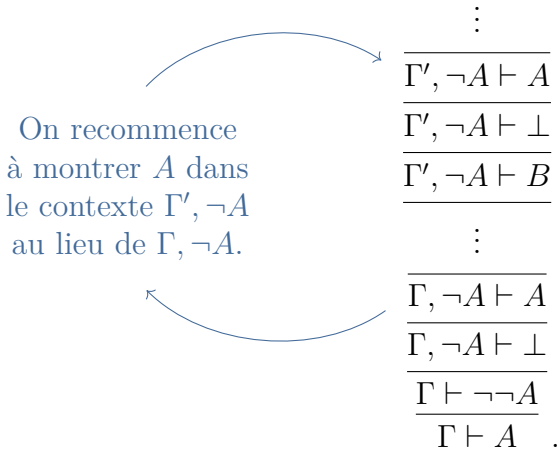 On recommence
à montrer A dans
le contexte Γ′, ¬A
au lieu de Γ, ¬A.
⋮
Γ′, ¬A ⊢ A
Γ′, ¬A ⊢ ⊥
Γ′, ¬A ⊢ B
⋮
Γ, ¬A ⊢ A
Γ, ¬A ⊢ ⊥
Γ ⊢ ¬¬A
Γ ⊢ A .